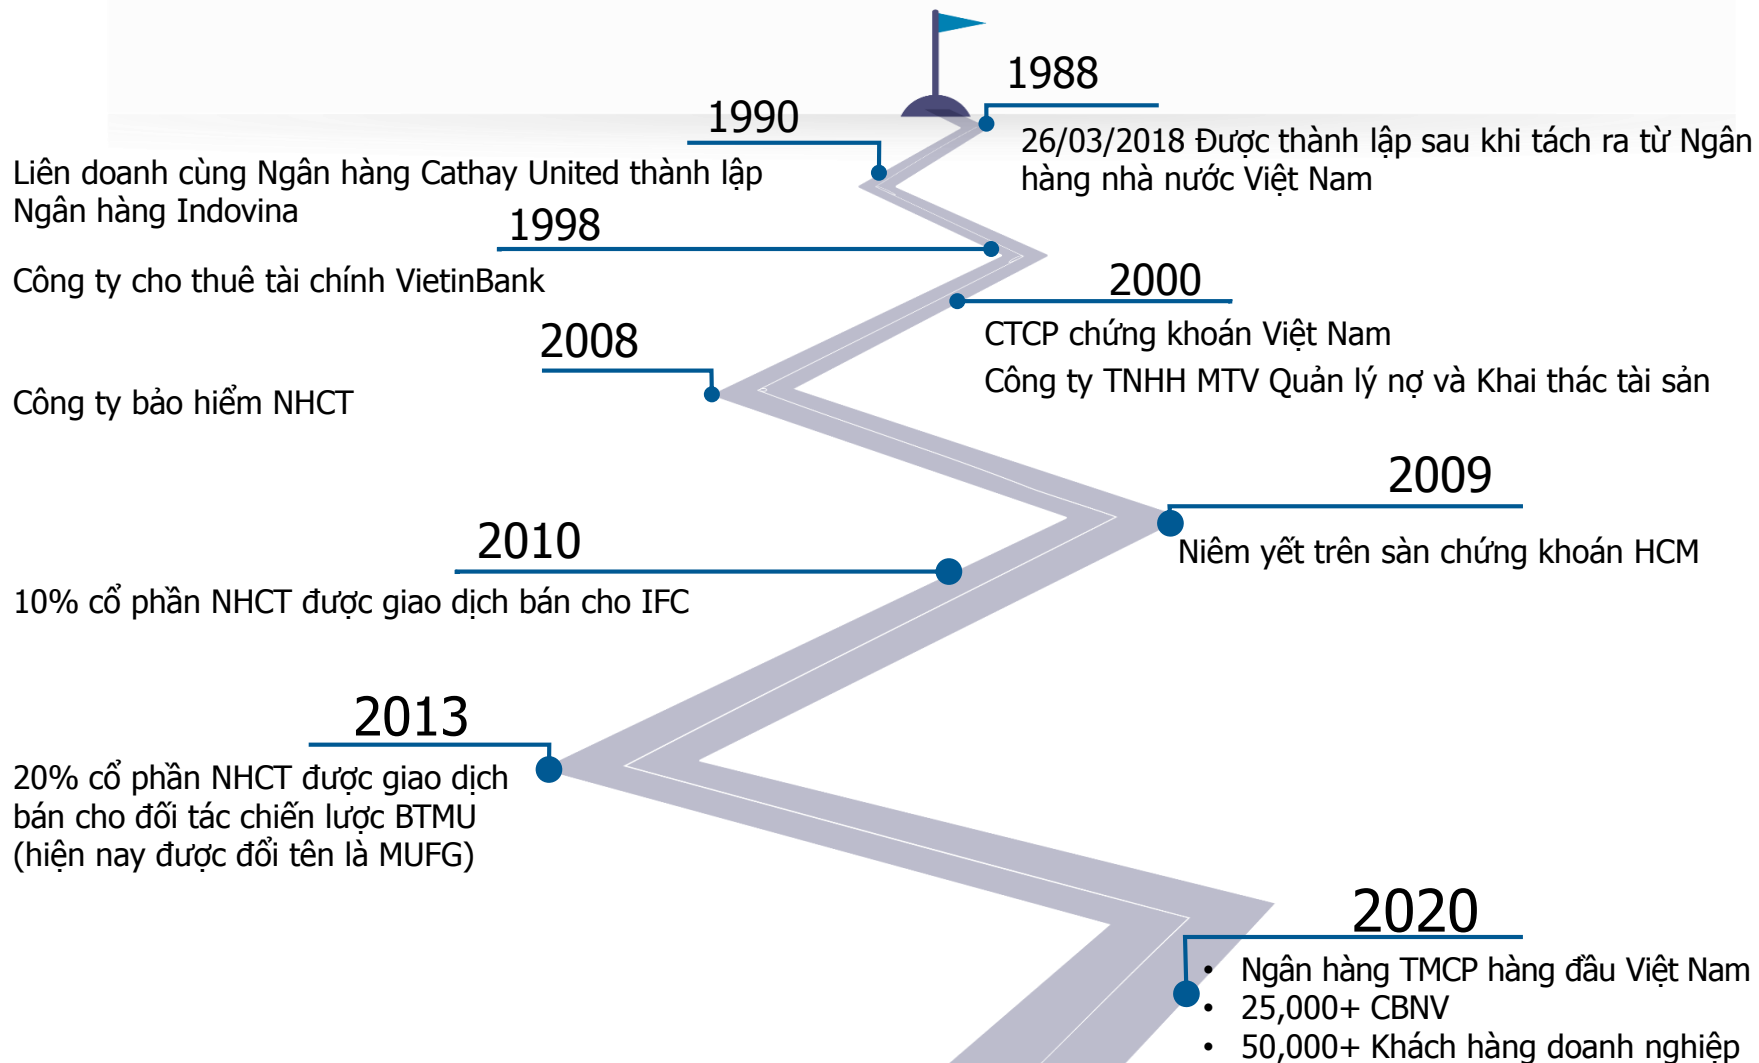 1988
26/03/2018 Được thành lập sau khi tách ra từ Ngân
hàng nhà nước Việt Nam
1990
Liên doanh cùng Ngân hàng Cathay United thành lập
Ngân hàng Indovina
1998
Công ty cho thuê tài chính VietinBank
2000
CTCP chứng khoán Việt Nam
Công ty TNHH MTV Quản lý nợ và Khai thác tài sản
2008
Công ty bảo hiểm NHCT
2009
Niêm yết trên sàn chứng khoán HCM
2010
10% cổ phần NHCT được giao dịch bán cho IFC
2013
20% cổ phần NHCT được giao dịch
bán cho đối tác chiến lược BTMU
(hiện nay được đổi tên là MUFG)
2020
• Ngân hàng TMCP hàng đầu Việt Nam
• 25,000+ CBNV
• 50,000+ Khách hàng doanh nghiệp